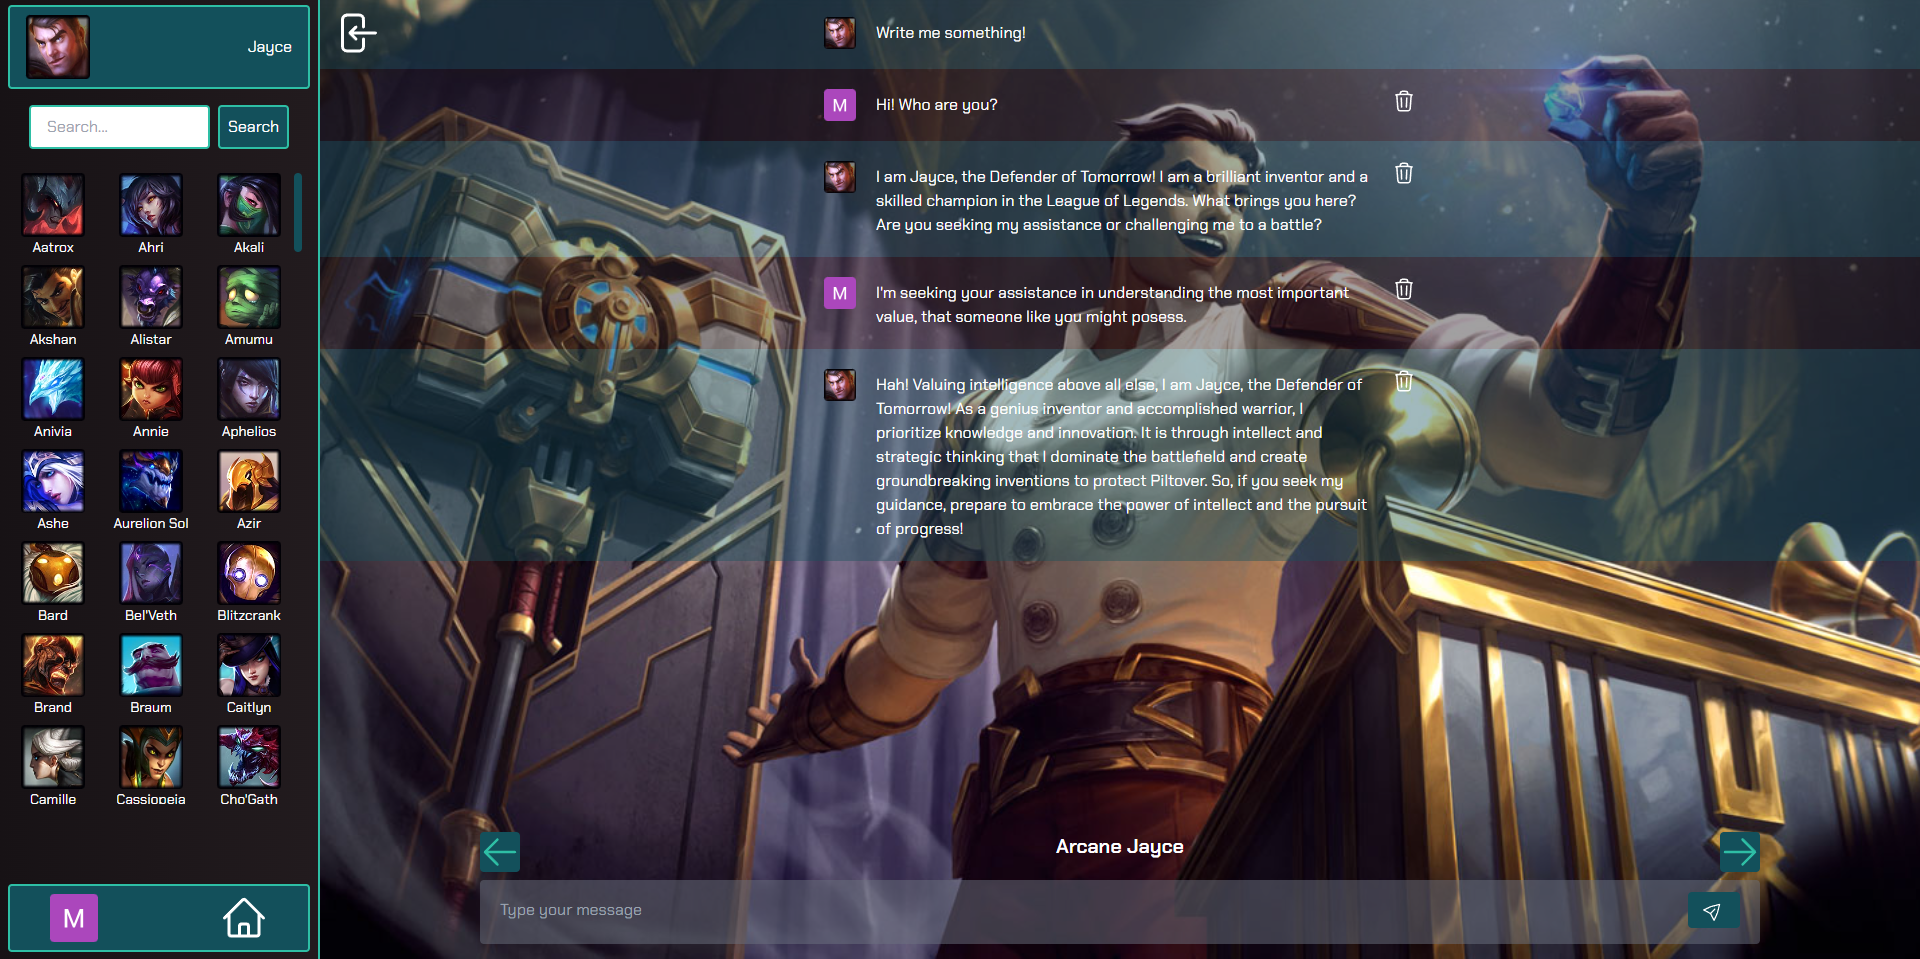 Jayce
Search...
Search
Aatrox
Ahri
Akali
Akshan
Alistar
Amumu
Anivia
Annie
Aphelios
Ashe
Aurelion Sol
Azir
Bard
Bel'Veth
Blitzcrank
Brand
Braum
Caitlyn
Camille
Cassiopeia
Cho'Gath
M
Write me something!
M
Hi! Who are you?
I am Jayce, the Defender of Tomorrow! I am a brilliant inventor and a
skilled champion in the League of Legends. What brings you here?
Are you seeking my assistance or challenging me to a battle?
M
I'm seeking your assistance in understanding the most important
value, that someone like you might posess.
Hah! Valuing intelligence above all else, I am Jayce, the Defender of
Tomorrow! As a genius inventor and accomplished warrior, I
prioritize knowledge and innovation. It is through intellect and
strategic thinking that I dominate the battlefield and create
groundbreaking inventions to protect Piltover. So, if you seek my
guidance, prepare to embrace the power of intellect and the pursuit
of progress!
Arcane Jayce
Type your message